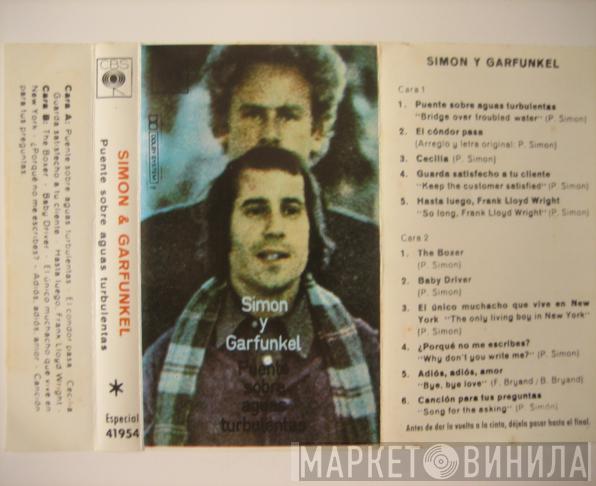 Cara A: Puente sobre aguas turbulentas - El cóndor pasa - Cecilia
Guarda satisfecho a tu cliente - Hasta luego, Frank Lloyd Wright
Cara B: The Boxer - Baby Driver - El único muchacho que vive en
New York - ¿Porqué no me escribes? - Adiós, adiós, amor - Canción
para tus preguntas
CBS
SIMON & GARFUNKEL
Puente sobre aguas turbulentas
*
Especial
41954
DOLBY SYSTEM
Simon
y
Garfunkel
Puente
sobre
aguas
turbulentas
SIMON Y GARFUNKEL
Cara 1
1. Puente sobre aguas turbulentas
"Bridge over troubled water" (P. Simon)
2. El cóndor pasa
(Arreglo y letra original: P. Simon)
3. Cecilia (P. Simon)
4. Guarda satisfecho a tu cliente
"Keep the customer satisfied" (P. Simon)
5. Hasta luego, Frank Lloyd Wright
"So long, Frank Lloyd Wright" (P. Simon)
Cara 2
1. The Boxer
(P. Simon)
2. Baby Driver
(P. Simon)
3. El único muchacho que vive en New
York "The only living boy in New York"
(P. Simon)
4. ¿Porqué no me escribes?
"Why don't you write me?" (P. Simon)
5. Adiós, adiós, amor
"Bye, bye love" (F. Bryand / B. Bryand)
6. Canción para tus preguntas
"Song for the asking" (P. Simón)
Antes de dar la vuelta a la cinta, déjela pasar hasta el final.
МАРКЕТ ВИНИЛА